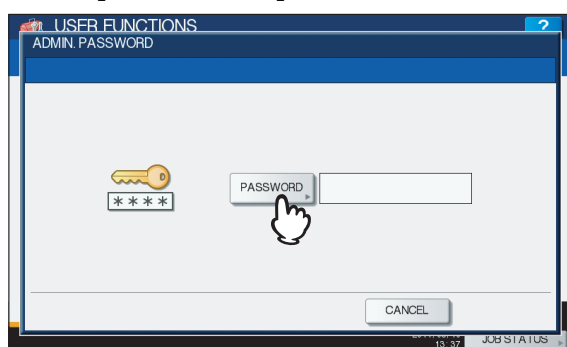 USER FUNCTIONS
?
ADMIN. PASSWORD
****
PASSWORD
CANCEL
13:37
JOB STATUS